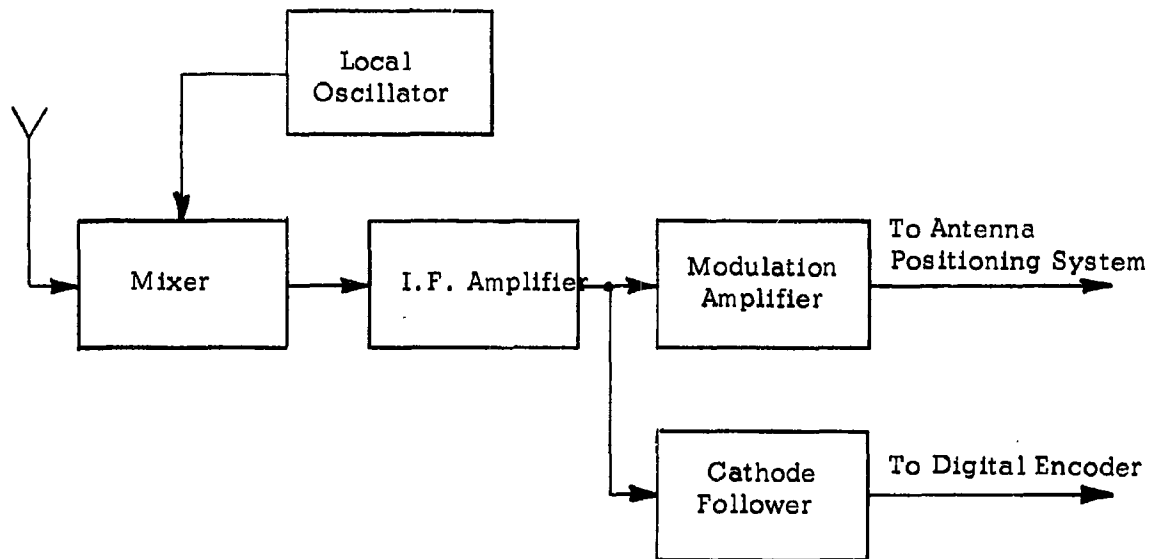 Local
Oscillator
Mixer
I.F. Amplifier
Modulation
Amplifier
To Antenna
Positioning System
Cathode
Follower
To Digital Encoder